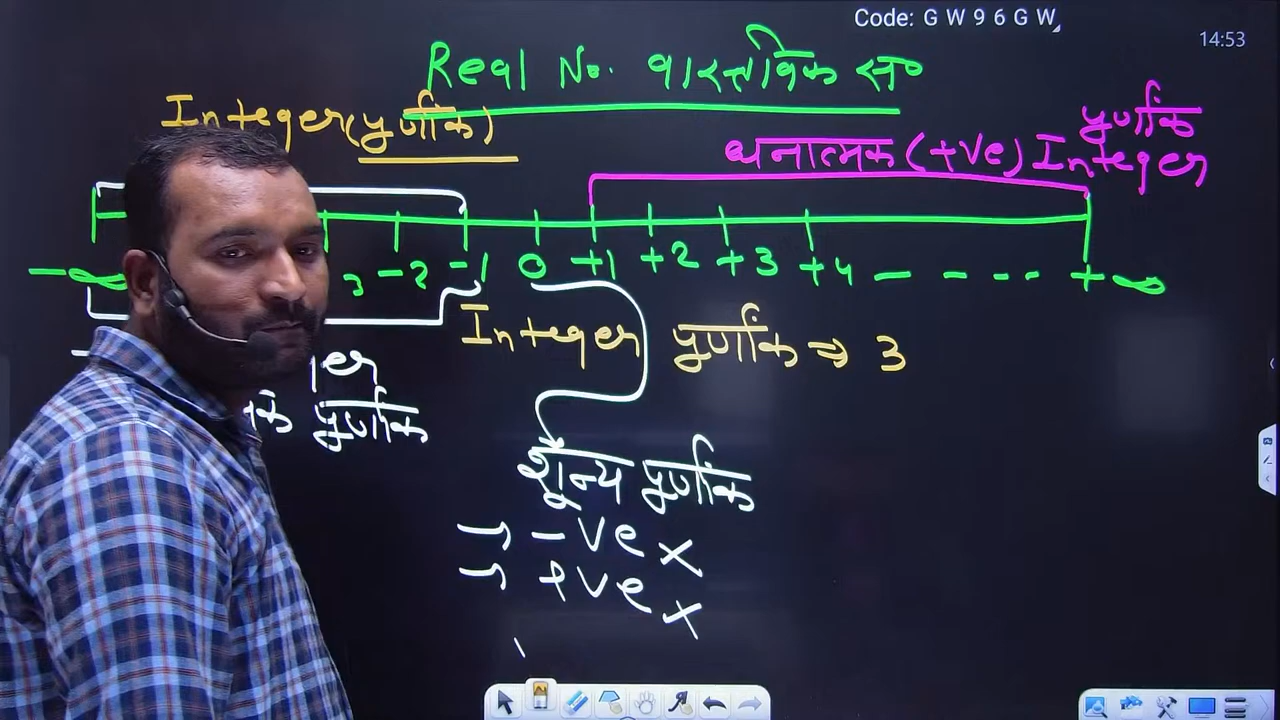 Code: G W 9 6 G W
14:53
Real No. वास्तविक सं०
Integer(पुर्णांक)
पुर्णांक
धनात्मक (+ve) Integer
-∞ 3 -2 -1 0 +1 +2 +3 +4 - - - - +∞
Integer पुर्णांक ⇒ 3
पुर्णांक
शून्य पुर्णांक
→ -ve ×
→ +ve ×